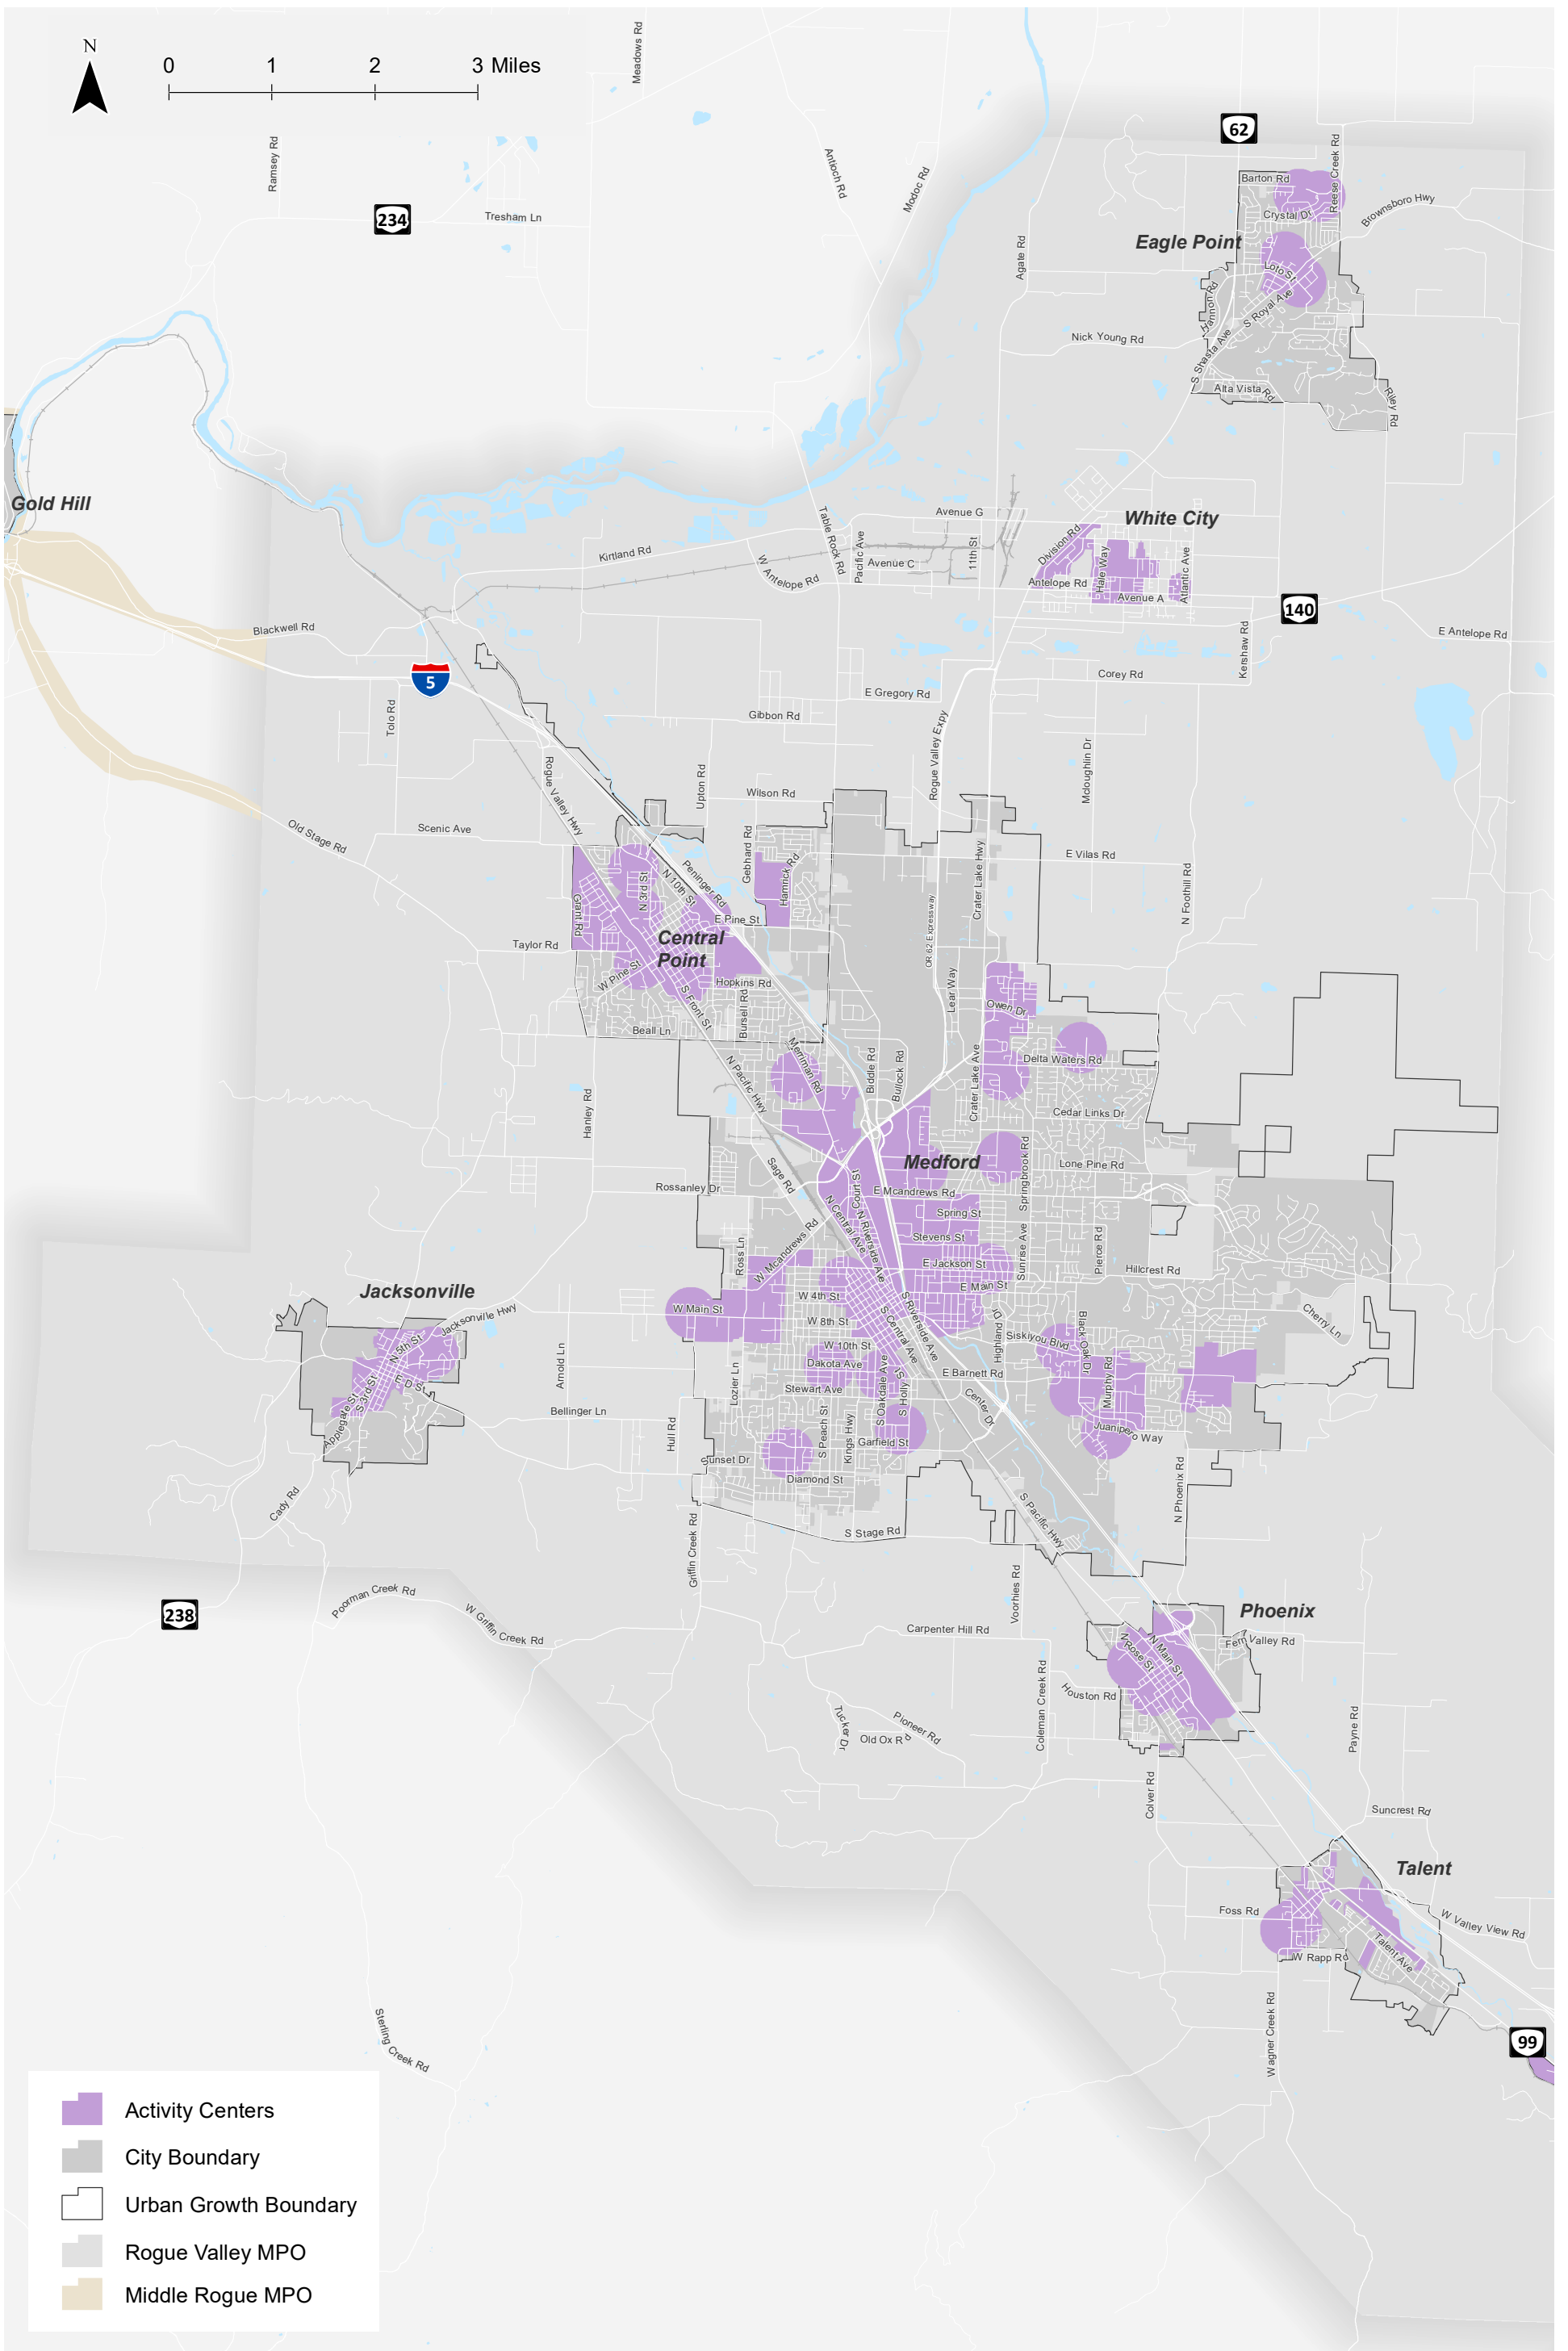 N
0 1 2 3 Miles
Meadows Rd
Ramsey Rd
234
Tresham Ln
Antioch Rd
Modoc Rd
62
Barton Rd
Reese Creek Rd
Crystal Dr
Brownsboro Hwy
Eagle Point
Agate Rd
Loto St
Hannon Rd
S Royal Ave
Nick Young Rd
S Shasta Ave
Alta Vista Rd
Riley Rd
Gold Hill
Avenue G
White City
Table Rock Rd
Pacific Ave
11th St
Division Rd
Kirtland Rd
W Antelope Rd
Avenue C
Hale Way
Atlantic Ave
Antelope Rd
Avenue A
140
Blackwell Rd
Kershaw Rd
E Antelope Rd
5
Corey Rd
Tolo Rd
E Gregory Rd
Gibbon Rd
Rogue Valley Expy
Mcloughlin Dr
Rogue Valley Hwy
Upton Rd
Wilson Rd
Old Stage Rd
Scenic Ave
Gebhard Rd
Hamrick Rd
Peninger Rd
N 10th St
N 3rd St
E Vilas Rd
Crater Lake Hwy
N Foothill Rd
Grant Rd
E Pine St
OR 62 Expressway
Central
Point
Taylor Rd
W Pine St
Hopkins Rd
Lear Way
S Front St
Bursell Rd
Owen Dr
Beall Ln
Merriman Rd
Biddle Rd
Bullock Rd
Crater Lake Ave
Delta Waters Rd
N Pacific Hwy
Hanley Rd
Cedar Links Dr
Medford
Springbrook Rd
Lone Pine Rd
Sage Rd
Court St
Rossanley Dr
E Mcandrews Rd
N Central Ave
N Riverside Ave
Spring St
Stevens St
Ross Ln
W Mcandrews Rd
Sunrise Ave
Pierce Rd
E Jackson St
Hillcrest Rd
E Main St
Jacksonville
Jacksonville Hwy
W Main St
W 4th St
S Riverside Ave
S Central Ave
Highland Dr
Black Oak Dr
Cherry Ln
W 8th St
Siskiyou Blvd
N 5th St
W 10th St
Dakota Ave
E Barnett Rd
Murphy Rd
Arnold Ln
Lozier Ln
E D St
S 3rd St
Applegate St
Stewart Ave
S Oakdale Ave
S Holly St
Center Dr
Bellinger Ln
Hull Rd
S Peach St
Kings Hwy
Garfield St
Juanipero Way
Sunset Dr
Diamond St
N Phoenix Rd
Cady Rd
S Pacific Hwy
Griffin Creek Rd
S Stage Rd
238
Poorman Creek Rd
W Griffin Creek Rd
Voorhies Rd
Phoenix
Carpenter Hill Rd
Fern Valley Rd
N Rose St
N Main St
Coleman Creek Rd
Houston Rd
Tucker Dr
Pioneer Rd
Old Ox Rd
Payne Rd
Colver Rd
Suncrest Rd
Talent
Foss Rd
W Valley View Rd
W Rapp Rd
Talent Ave
Wagner Creek Rd
Sterling Creek Rd
99
Activity Centers
City Boundary
Urban Growth Boundary
Rogue Valley MPO
Middle Rogue MPO